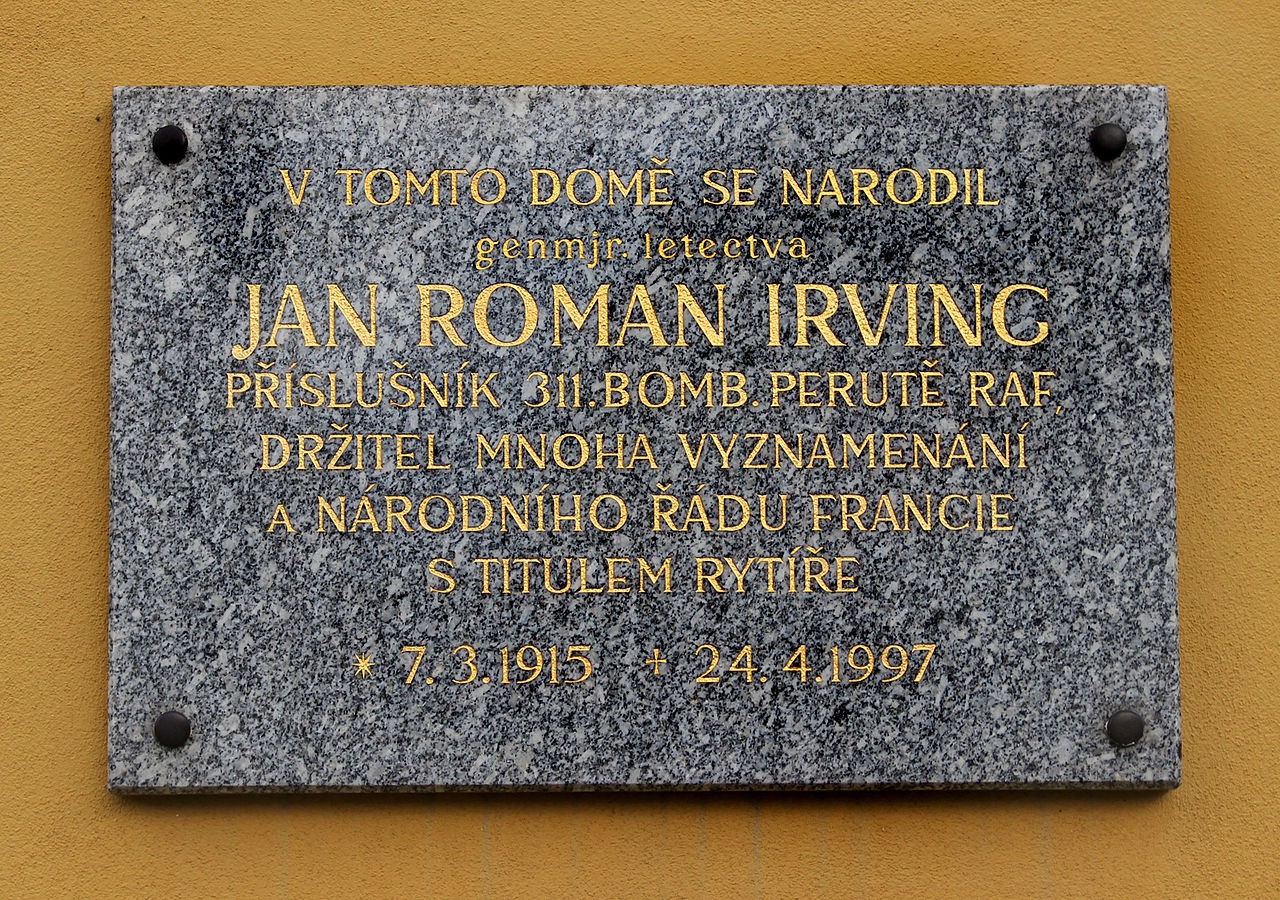 V TOMTO DOMĚ SE NARODIL
genmjr. letectva
JAN ROMAN IRVING
PŘÍSLUŠNÍK 311. BOMB. PERUTĚ RAF,
DRŽITEL MNOHA VYZNAMENÁNÍ
A NÁRODNÍHO ŘÁDU FRANCIE
S TITULEM RYTÍŘE
* 7. 3. 1915 + 24. 4. 1997